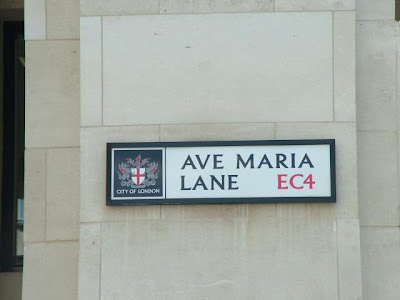 AVE MARIA
LANE EC4
CITY OF LONDON